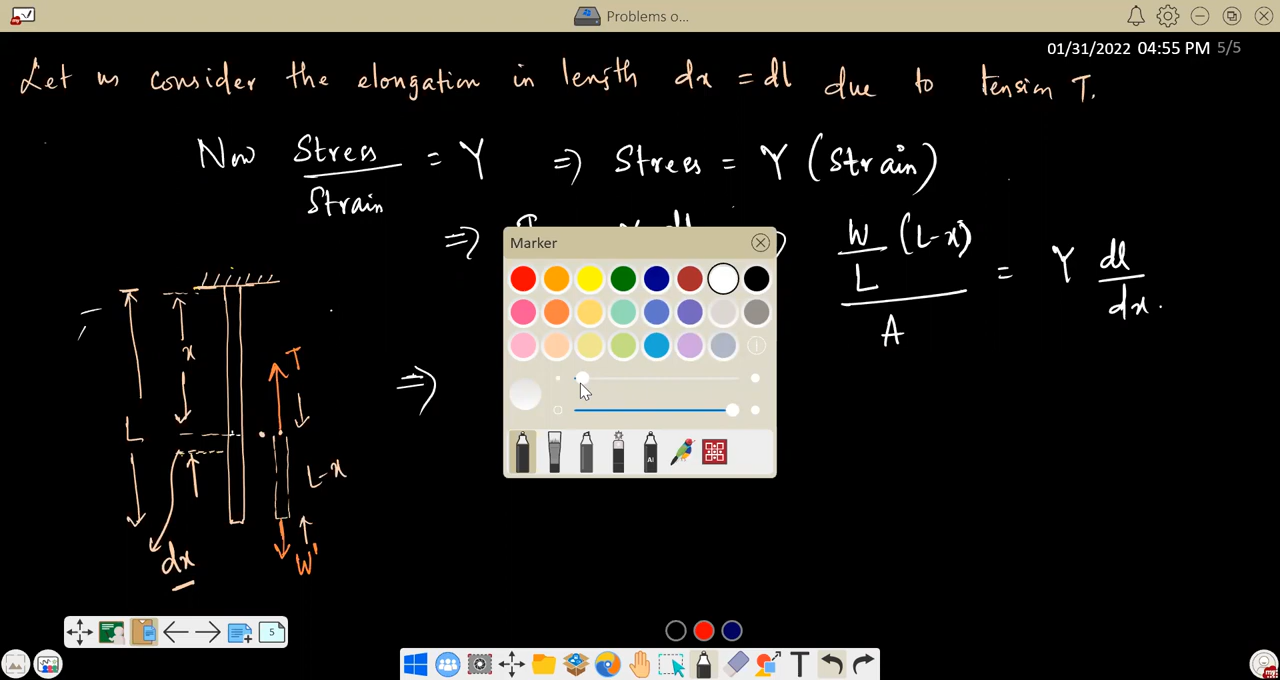 Problems o...
01/31/2022 04:55 PM 5/5
Let us consider the elongation in length dx = dl due to tension T.
Now Stress/Strain = Y ⇒ Stress = Y (Strain)
⇒
W/L (L-x) / A = Y dl/dx.
Marker
⇒
x
L
T
L-x
W'
dx
AI
5
T